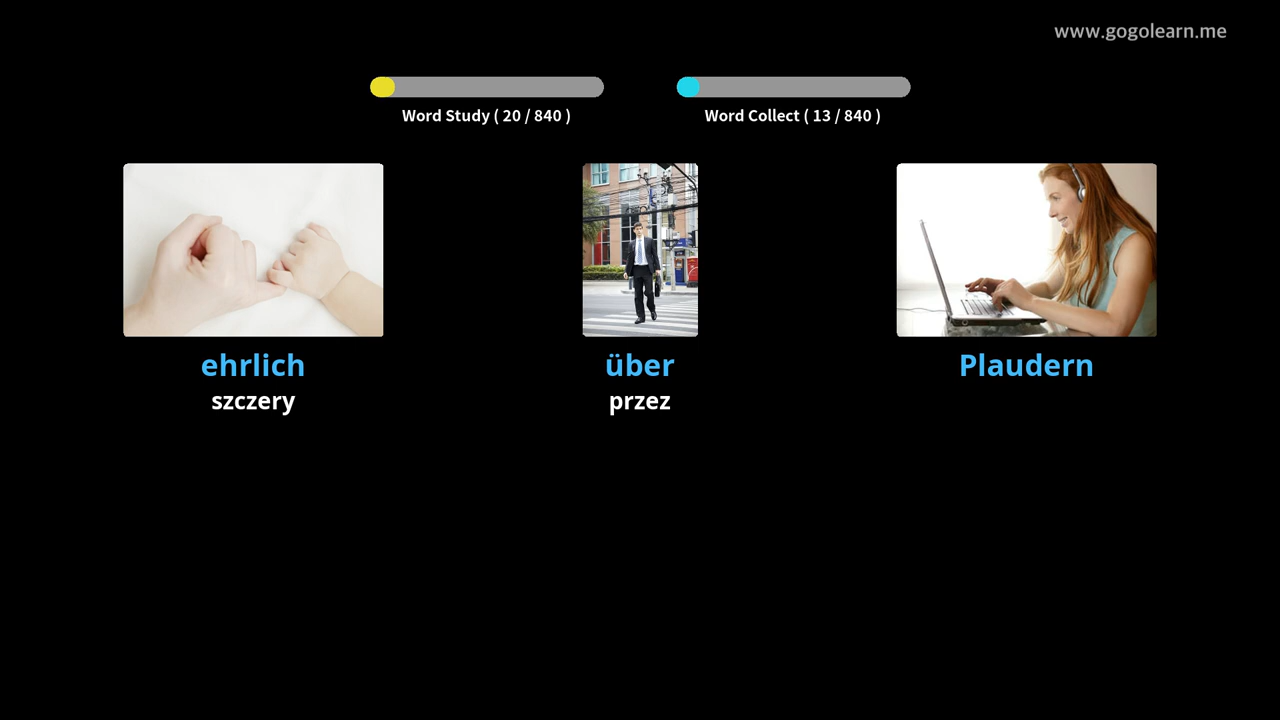 www.gogolearn.me
Word Study ( 20 / 840 )
Word Collect ( 13 / 840 )
ehrlich
über
Plaudern
szczery
przez